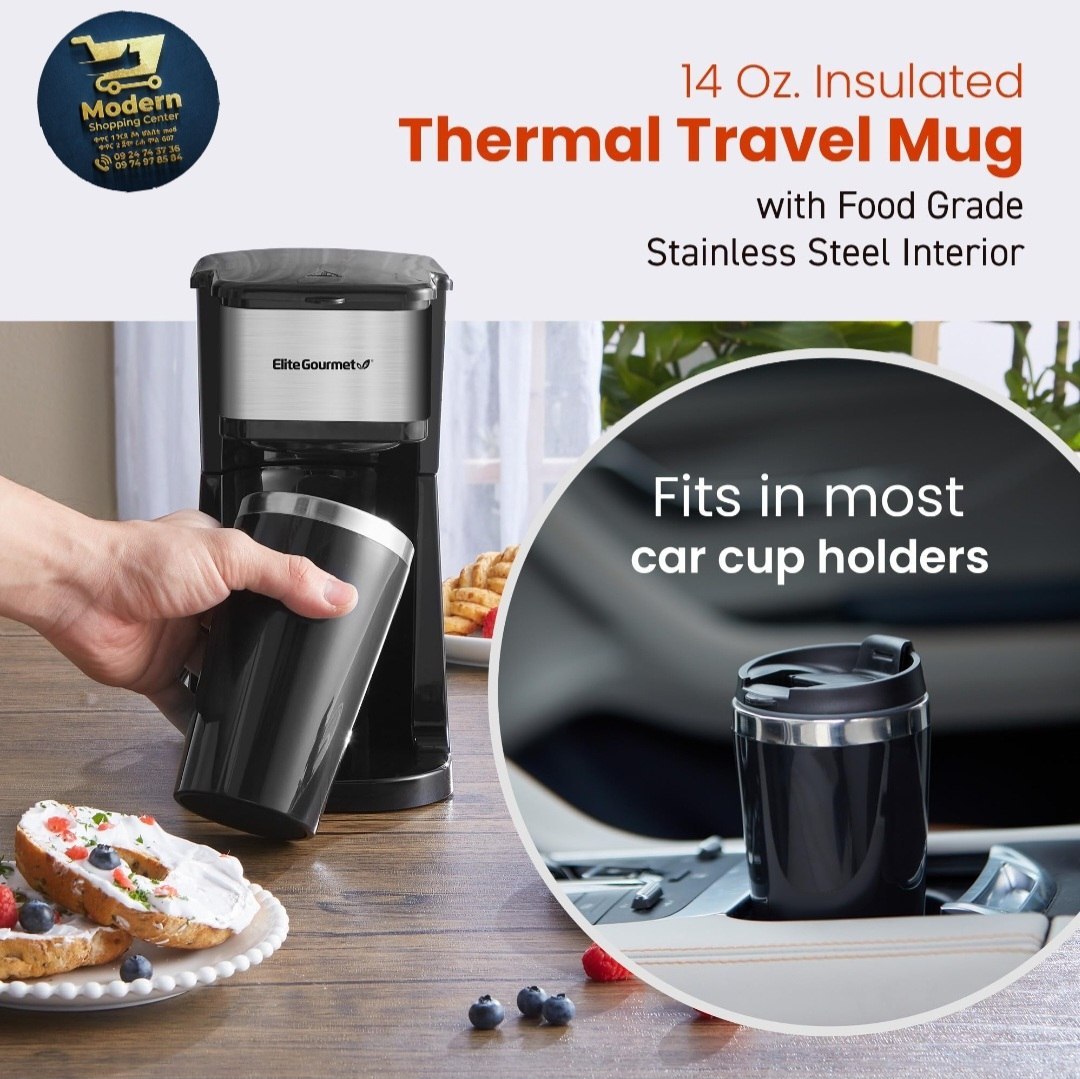 Modern
Shopping Center
09 24 74 37 36
09 74 97 85 84
14 Oz. Insulated
Thermal Travel Mug
with Food Grade
Stainless Steel Interior
Elite Gourmet
Fits in most
car cup holders